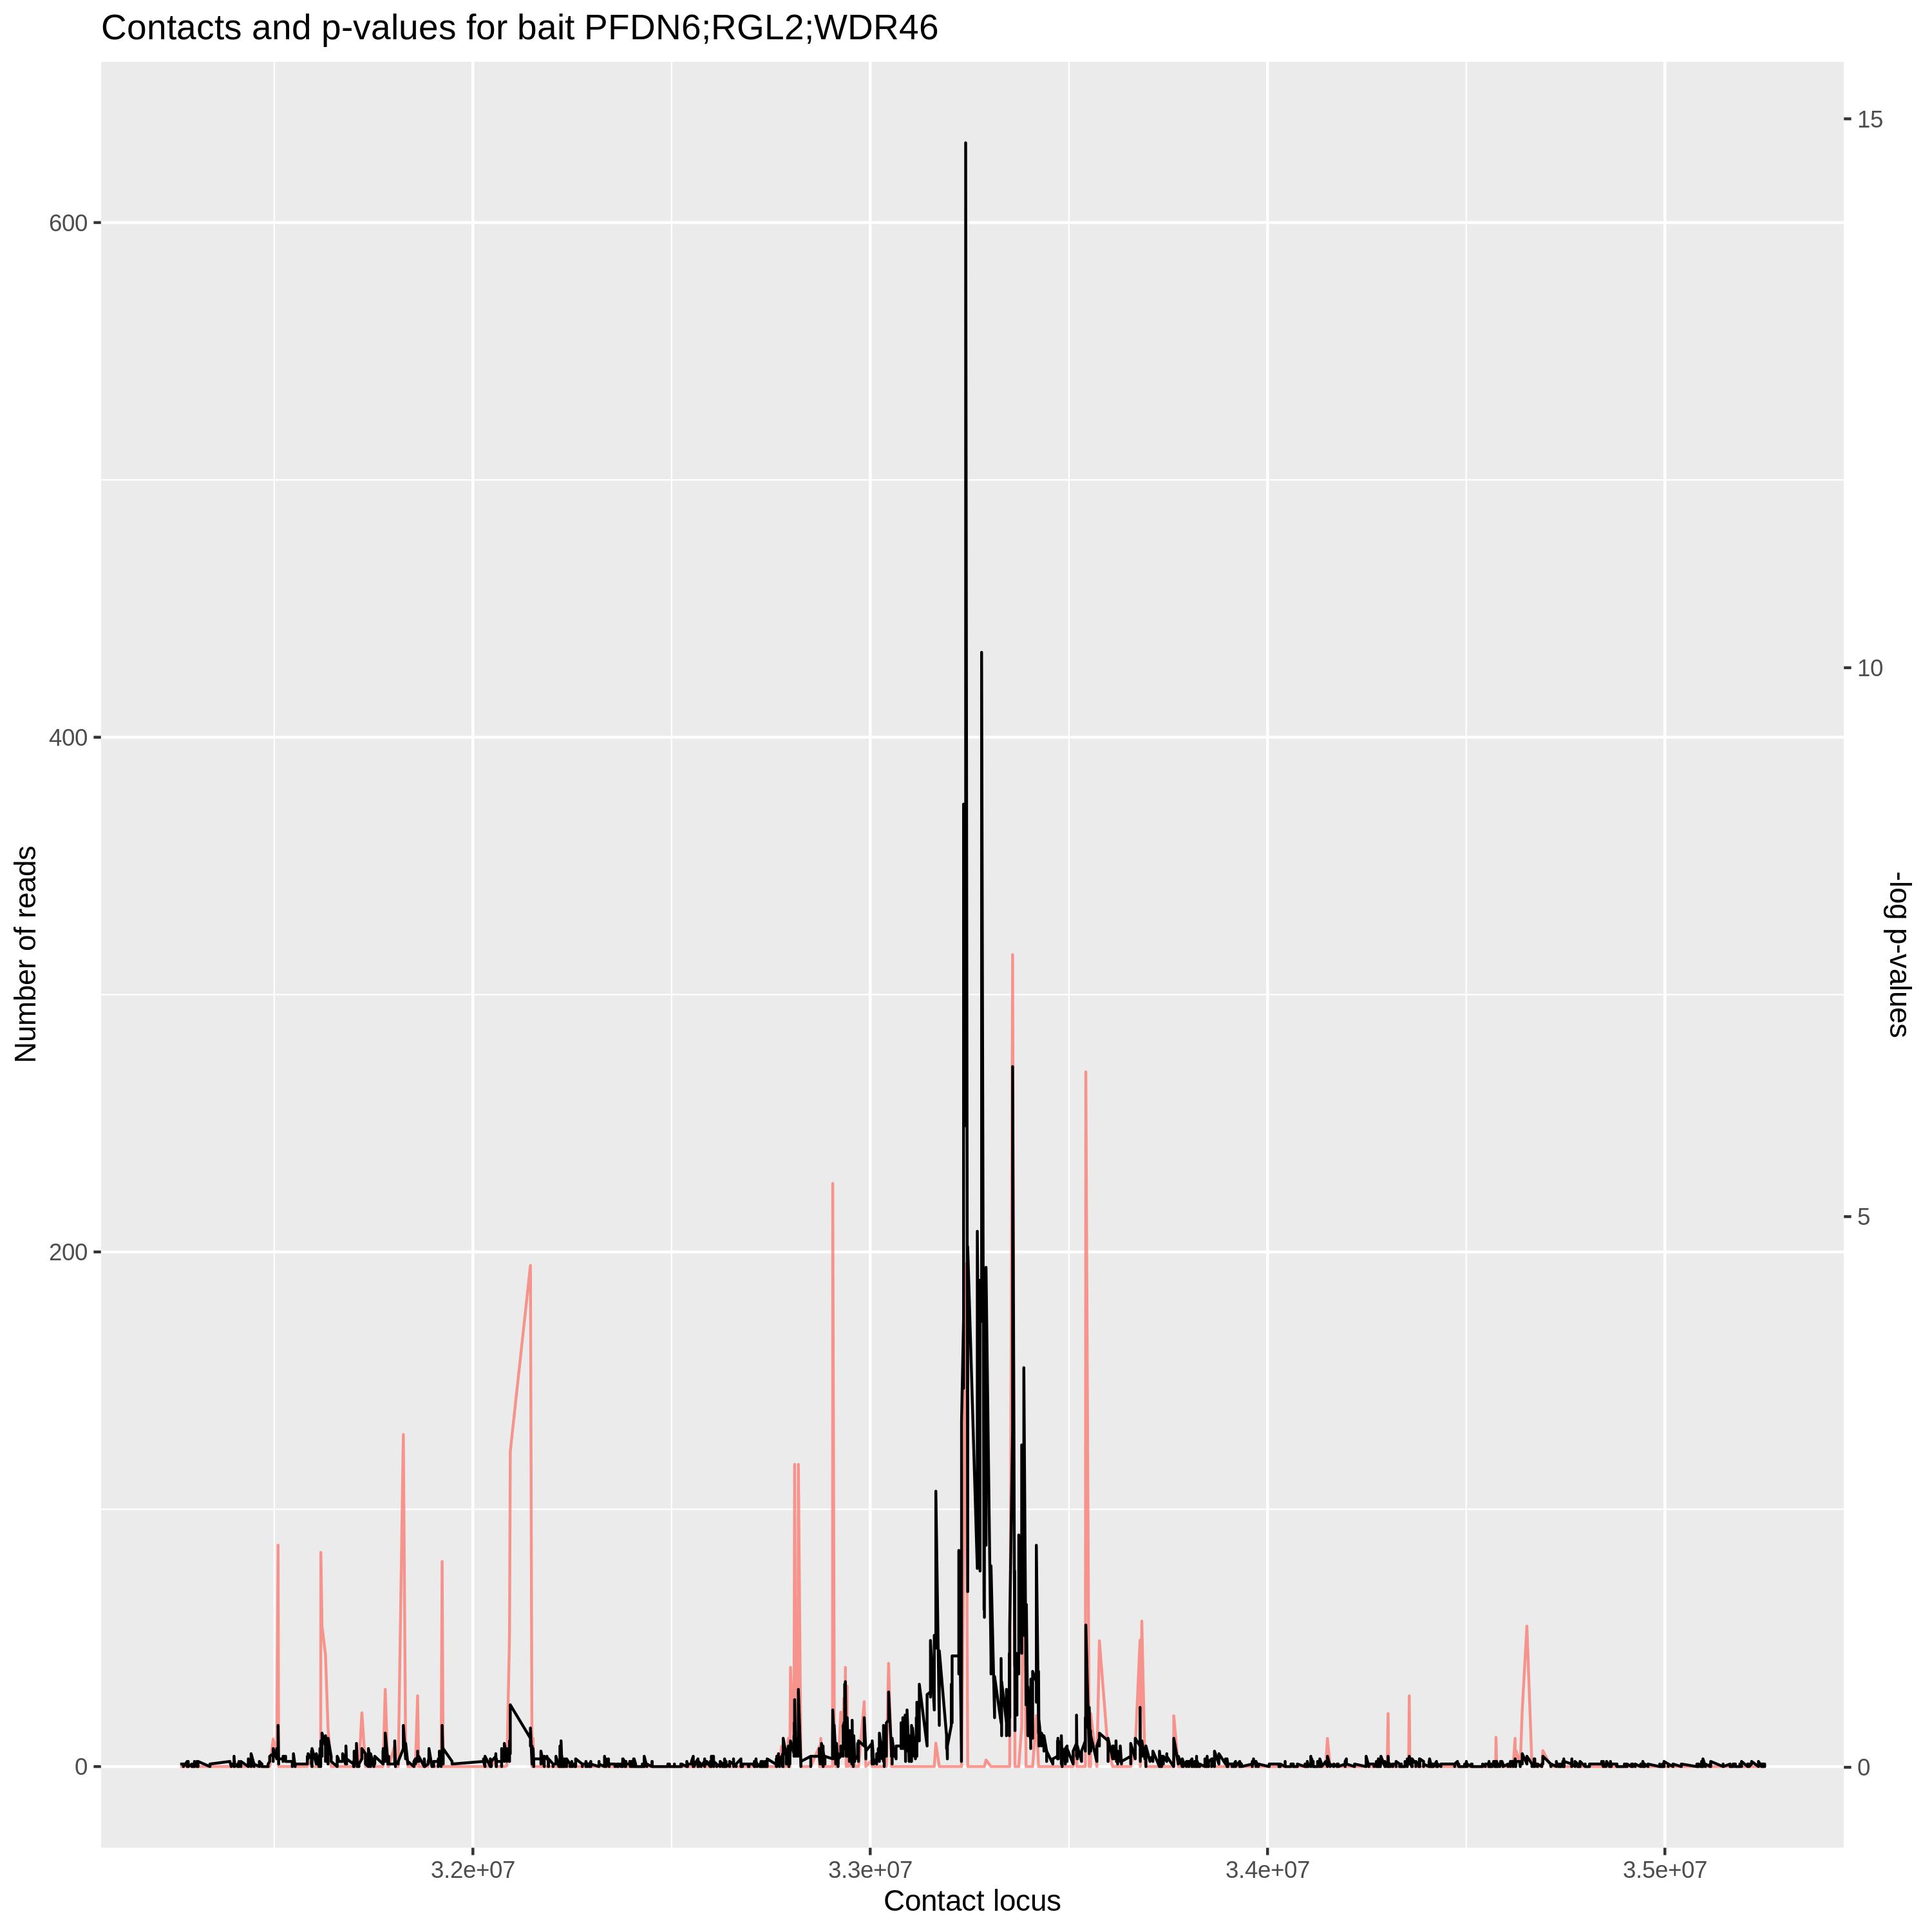 Contacts and p-values for bait PFDN6;RGL2;WDR46
15
600
10
400
Number of reads
-log p-values
5
200
0
0
3.2e+07
3.3e+07
3.4e+07
3.5e+07
Contact locus